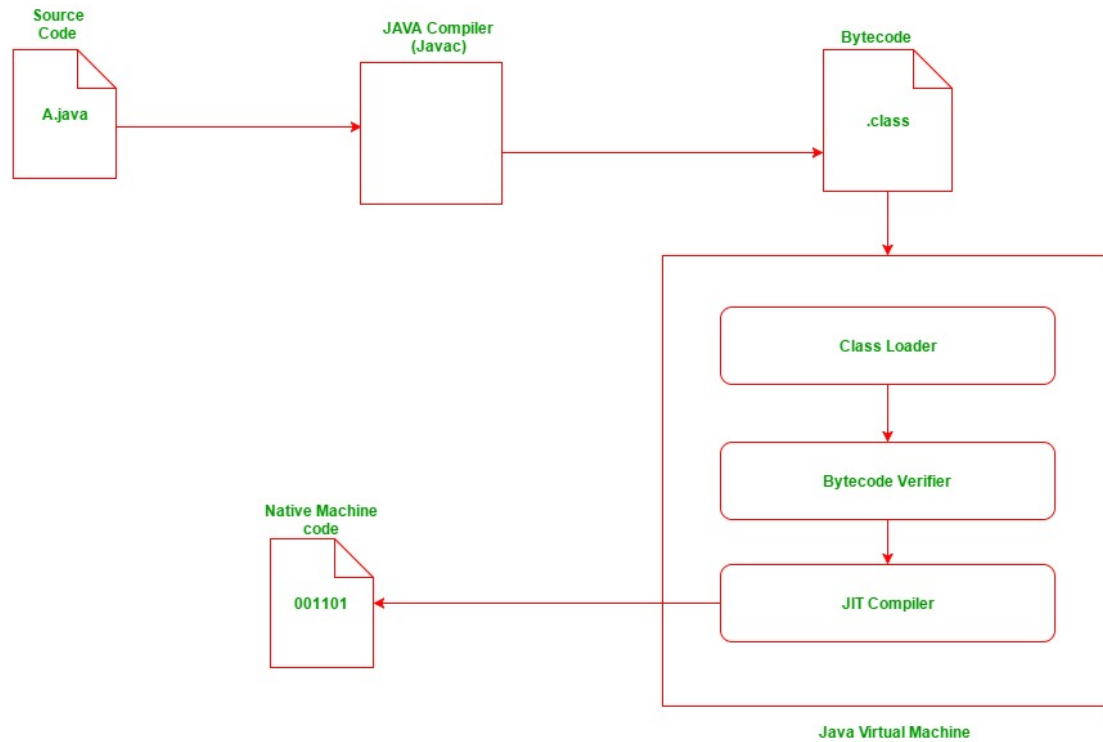 Source
Code
A.java
JAVA Compiler
(Javac)
Bytecode
.class
Class Loader
Bytecode Verifier
JIT Compiler
Native Machine
code
001101
Java Virtual Machine